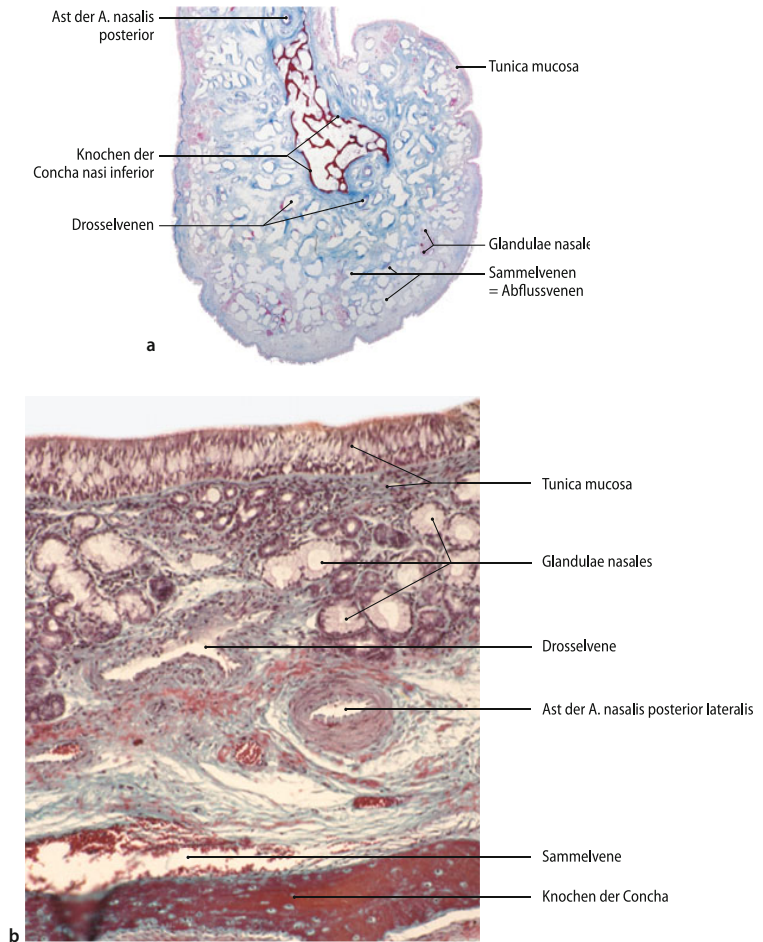 Ast der A. nasalis
posterior
Tunica mucosa
Knochen der
Concha nasi inferior
Drosselvenen
Glandulae nasale
Sammelvenen
= Abflussvenen
a
Tunica mucosa
Glandulae nasales
Drosselvene
Ast der A. nasalis posterior lateralis
Sammelvene
Knochen der Concha
b